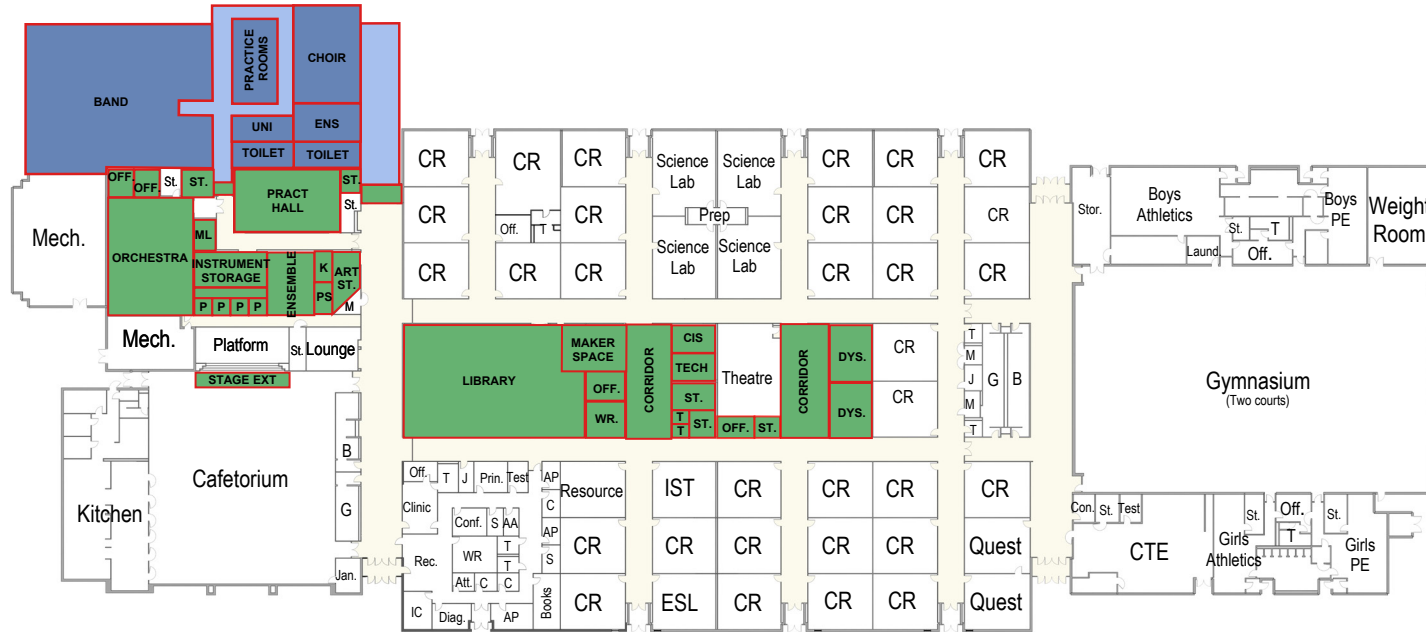 BAND
PRACTICE
ROOMS
CHOIR
UNI
ENS
TOILET
TOILET
OFF.
OFF.
St.
ST.
PRACT
HALL
ST.
St.
Mech.
ORCHESTRA
ML
INSTRUMENT
STORAGE
P
P
P
P
ENSEMBLE
K
PS
ART
ST.
M
Mech.
Platform
St.
Lounge
STAGE EXT
Cafetorium
Kitchen
B
G
Jan.
CR
CR
CR
CR
Off.
T
CR
CR
CR
CR
Science
Lab
Science
Lab
Prep
Science
Lab
Science
Lab
CR
CR
CR
CR
CR
CR
CR
CR
CR
LIBRARY
MAKER
SPACE
OFF.
WR.
CORRIDOR
CIS
TECH
ST.
T
T
ST.
Theatre
OFF.
ST.
CORRIDOR
DYS.
DYS.
CR
CR
T
M
J
M
T
G
B
Off.
T
J
Prin.
Test
AP
C
AP
S
Clinic
Conf.
S
AA
T
WR
T
Rec.
Att.
C
C
IC
Diag.
AP
Books
Resource
CR
CR
IST
CR
ESL
CR
CR
CR
CR
CR
CR
CR
CR
CR
CR
Quest
Quest
Stor.
Boys
Athletics
Laund.
St.
T
Off.
Boys
PE
Weight
Room
Gymnasium
(Two courts)
Con.
St.
Test
CTE
St.
Girls
Athletics
Off.
T
St.
Girls
PE